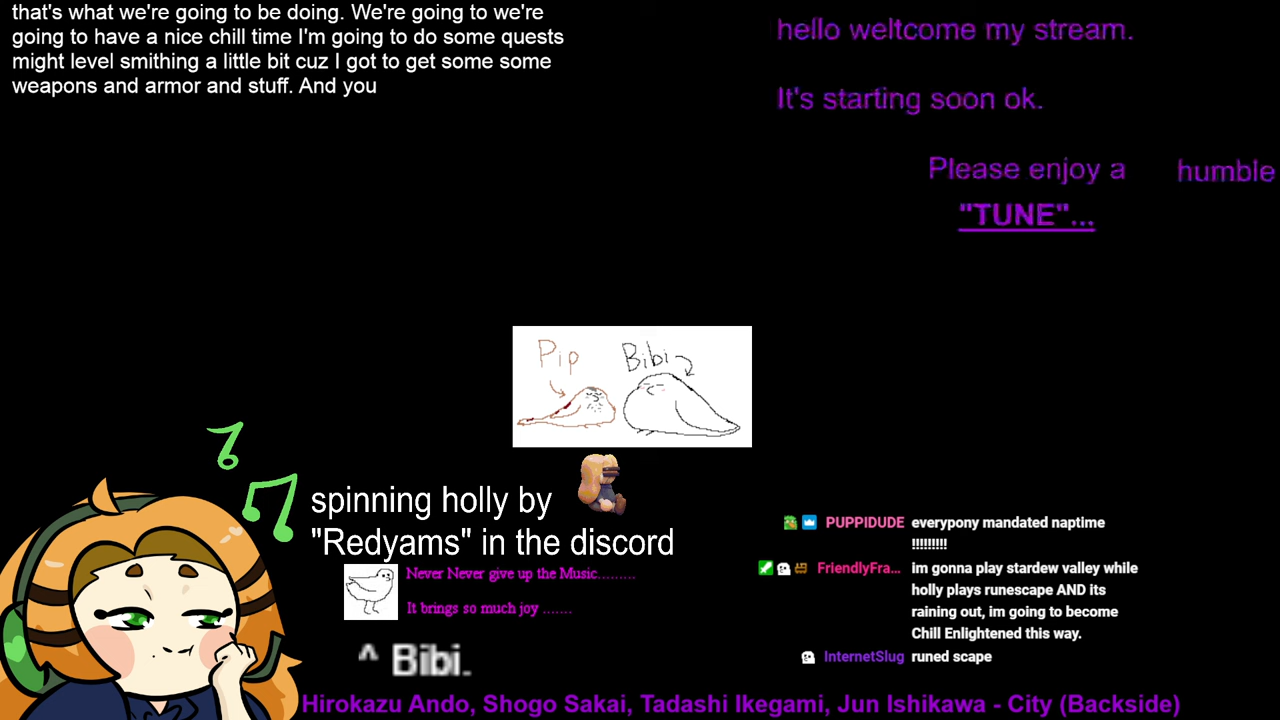 that's what we're going to be doing. We're going to we're
going to have a nice chill time I'm going to do some quests
might level smithing a little bit cuz I got to get some some
weapons and armor and stuff. And you
hello weltcome my stream.
It's starting soon ok.
Please enjoy a humble
"TUNE"...
Pip Bibi
spinning holly by
"Redyams" in the discord
Never Never give up the Music.........
It brings so much joy .......
^ Bibi.
PUPPIDUDE everypony mandated naptime
!!!!!!!!!
FriendlyFra... im gonna play stardew valley while
holly plays runescape AND its
raining out, im going to become
Chill Enlightened this way.
InternetSlug runed scape
Hirokazu Ando, Shogo Sakai, Tadashi Ikegami, Jun Ishikawa - City (Backside)